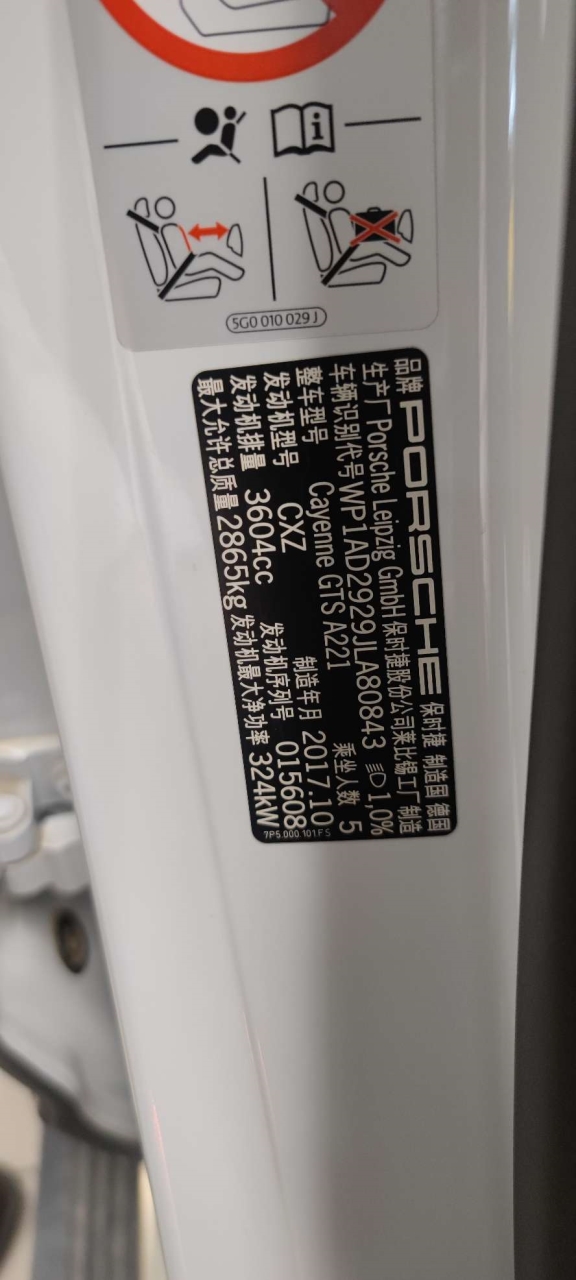 5G0 010 029 J
品牌 PORSCHE 保时捷 制造国 德国
生产厂 Porsche Leipzig GmbH 保时捷股份公司莱比锡工厂制造
车辆识别代号 WP1AD2929JLA80843 1,0%
整车型号 Cayenne GTS A221 乘坐人数 5
发动机型号 CXZ 制造年月 2017.10
发动机排量 3604cc 发动机序列号 015608
最大允许总质量 2865kg 发动机最大净功率 324kW
7P5.000.101.FS